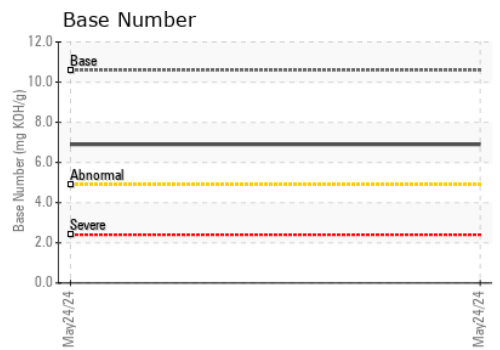 Base Number
Base Number (mg KOH/g)
12.0
10.0
8.0
6.0
4.0
2.0
0.0
Base
Abnormal
Severe
May24/24
May24/24